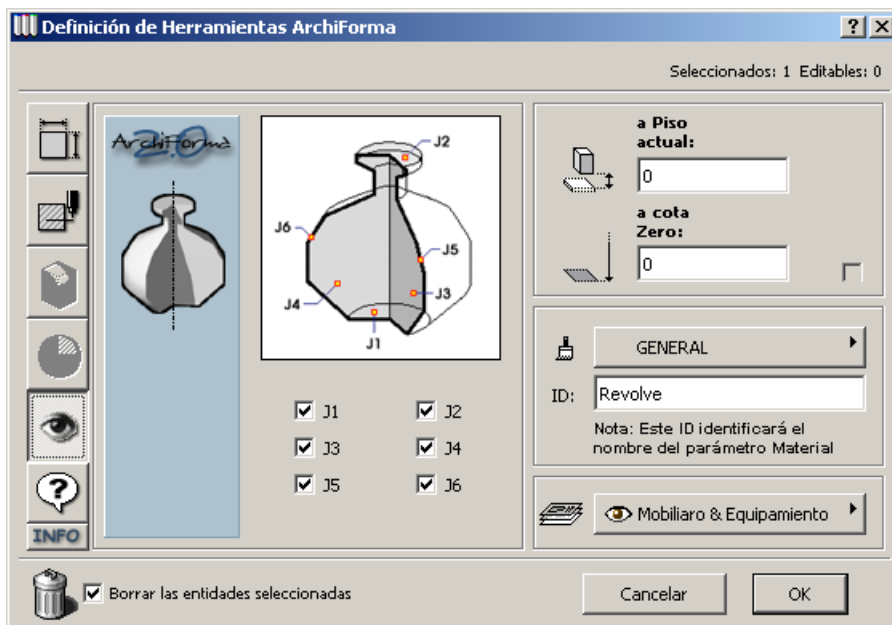 Definición de Herramientas ArchiForma
Seleccionados: 1 Editables: 0
ArchiForma
2.0
J2
J6
J5
J4
J3
J1
J1
J2
J3
J4
J5
J6
INFO
a Piso
actual:
0
a cota
Zero:
0
GENERAL
ID:
Revolve
Nota: Este ID identificará el
nombre del parámetro Material
Mobiliaro & Equipamiento
Borrar las entidades seleccionadas
Cancelar
OK